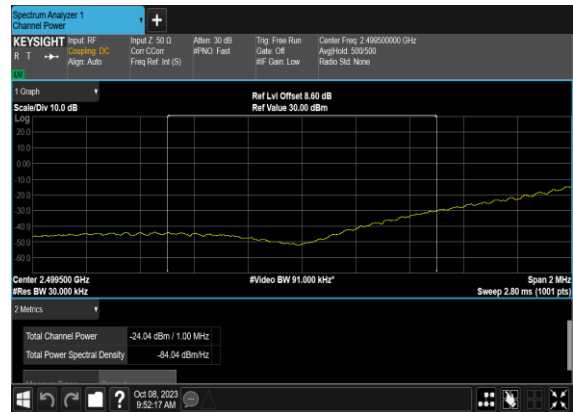 Spectrum Analyzer 1
Channel Power
+
KEYSIGHT
R T
LXI
Input: RF
Coupling: DC
Align: Auto
Input Z: 50 Ω
Corr CCorr
Freq Ref: Int (S)
Atten: 30 dB
#PNO: Fast
Trig: Free Run
Gate: Off
#IF Gain: Low
Center Freq: 2.499500000 GHz
Avg|Hold: 500/500
Radio Std: None
1 Graph
Scale/Div 10.0 dB
Ref Lvl Offset 8.60 dB
Ref Value 30.00 dBm
Log
20.0
10.0
0.00
-10.0
-20.0
-30.0
-40.0
-50.0
-60.0
Center 2.499500 GHz
#Res BW 30.000 kHz
#Video BW 91.000 kHz*
Span 2 MHz
Sweep 2.80 ms (1001 pts)
2 Metrics
Total Channel Power -24.04 dBm / 1.00 MHz
Total Power Spectral Density -84.04 dBm/Hz
?
Oct 08, 2023
9:52:17 AM